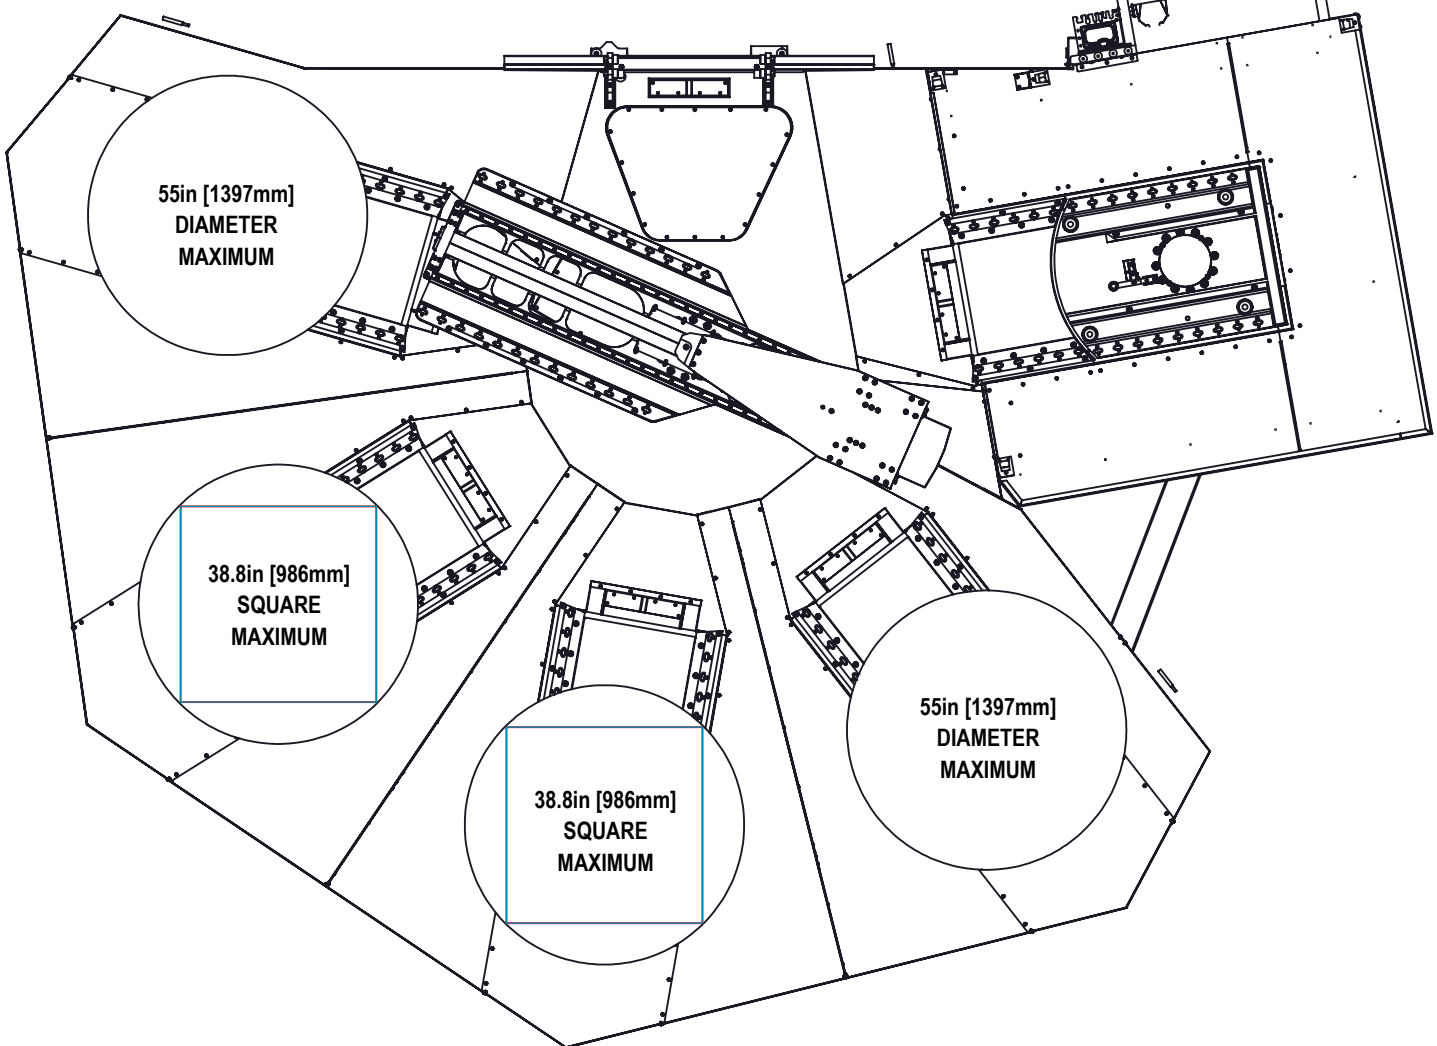 55in [1397mm]
DIAMETER
MAXIMUM
38.8in [986mm]
SQUARE
MAXIMUM
38.8in [986mm]
SQUARE
MAXIMUM
55in [1397mm]
DIAMETER
MAXIMUM